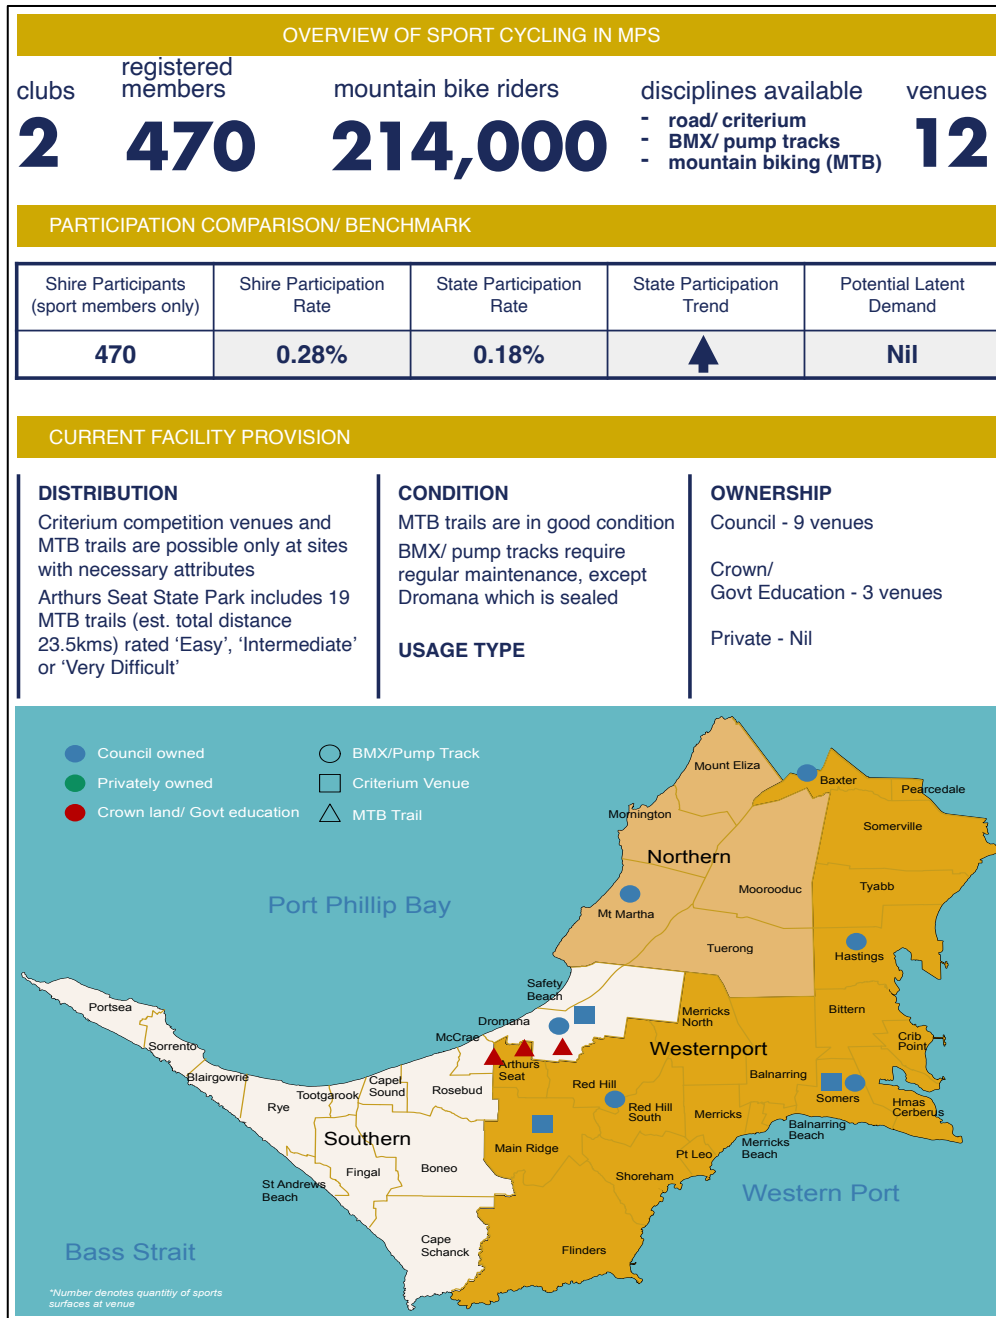 OVERVIEW OF SPORT CYCLING IN MPS
clubs
2
registered
members
470
mountain bike riders
214,000
disciplines available
- road/ criterium
- BMX/ pump tracks
- mountain biking (MTB)
venues
12
PARTICIPATION COMPARISON/ BENCHMARK
Shire Participants
(sport members only)
Shire Participation
Rate
State Participation
Rate
State Participation
Trend
Potential Latent
Demand
470
0.28%
0.18%
Nil
CURRENT FACILITY PROVISION
DISTRIBUTION
Criterium competition venues and
MTB trails are possible only at sites
with necessary attributes
Arthurs Seat State Park includes 19
MTB trails (est. total distance
23.5kms) rated ‘Easy’, ‘Intermediate’
or ‘Very Difficult’
CONDITION
MTB trails are in good condition
BMX/ pump tracks require
regular maintenance, except
Dromana which is sealed
USAGE TYPE
OWNERSHIP
Council - 9 venues
Crown/
Govt Education - 3 venues
Private - Nil
Council owned
Privately owned
Crown land/ Govt education
BMX/Pump Track
Criterium Venue
MTB Trail
Mount Eliza
Baxter
Pearcedale
Mornington
Somerville
Northern
Moorooduc
Tyabb
Port Phillip Bay
Mt Martha
Tuerong
Hastings
Safety
Beach
Portsea
Dromana
Merricks
North
Bittern
McCrae
Sorrento
Crib
Point
Westernport
Arthurs
Seat
Blairgowrie
Capel
Sound
Tootgarook
Rosebud
Red Hill
Balnarring
Somers
Rye
Red Hill
South
Merricks
Hmas
Cerberus
Southern
Main Ridge
Balnarring
Beach
Merricks
Beach
Pt Leo
Fingal
Boneo
Shoreham
St Andrews
Beach
Western Port
Cape
Schanck
Flinders
Bass Strait
*Number denotes quantitiy of sports
surfaces at venue